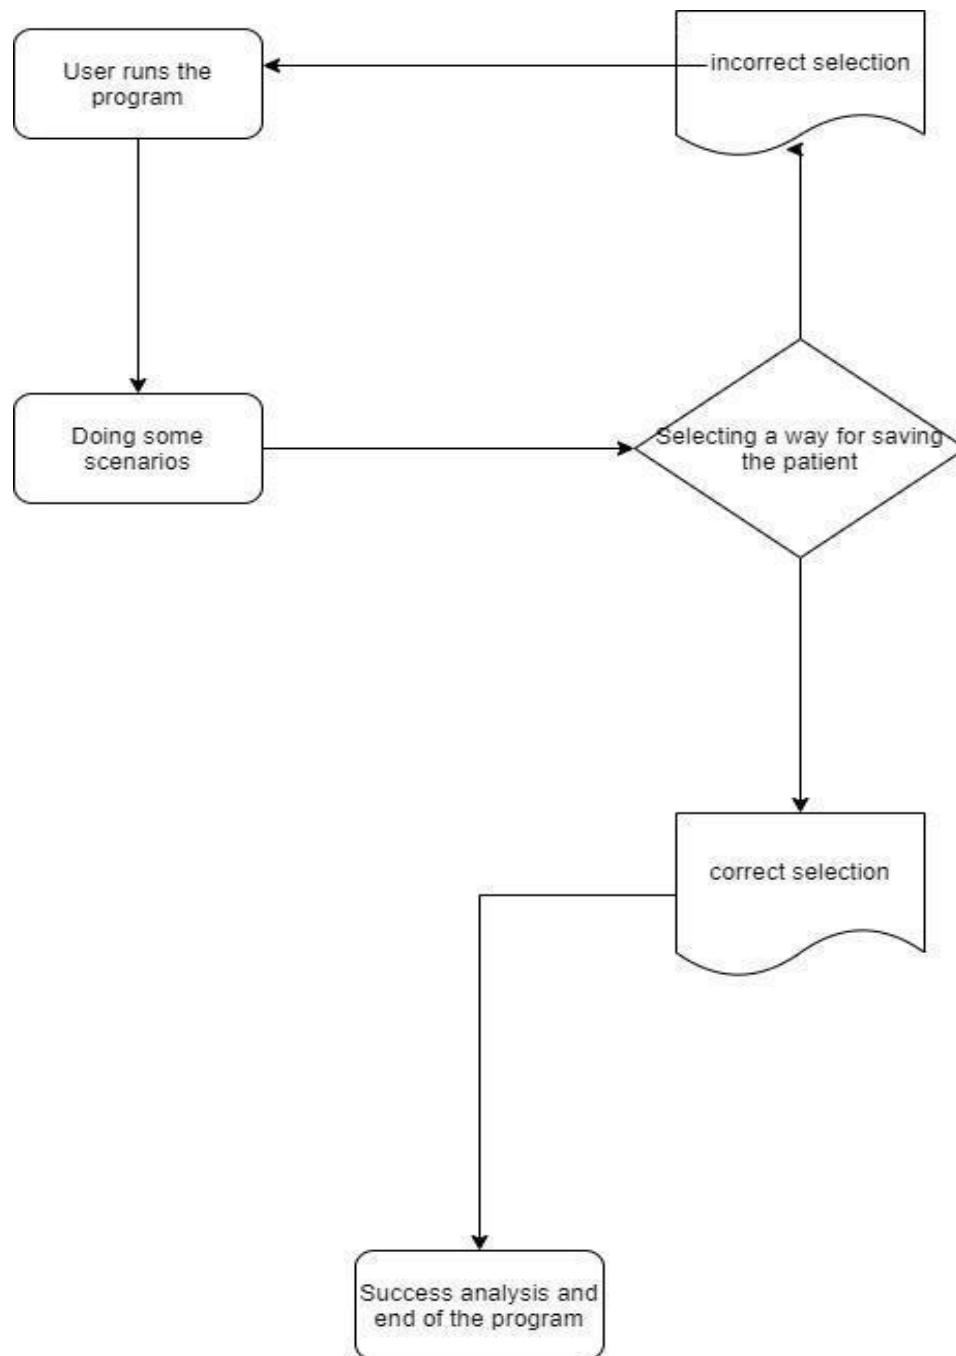 User runs the
program
incorrect selection
Doing some
scenarios
Selecting a way for saving
the patient
correct selection
Success analysis and
end of the program